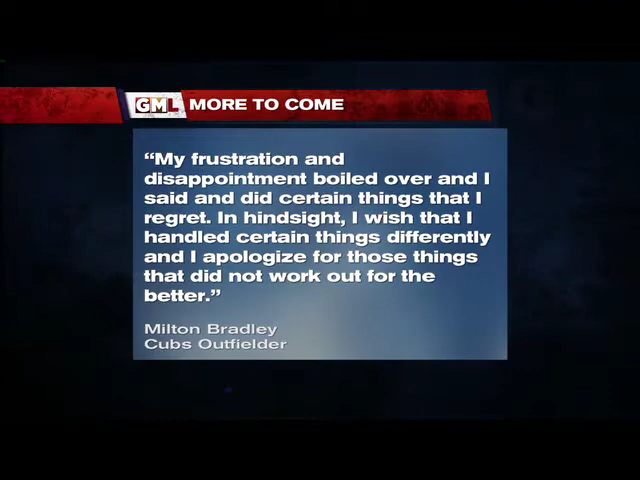 GML MORE TO COME
“My frustration and
disappointment boiled over and I
said and did certain things that I
regret. In hindsight, I wish that I
handled certain things differently
and I apologize for those things
that did not work out for the
better.”
Milton Bradley
Cubs Outfielder